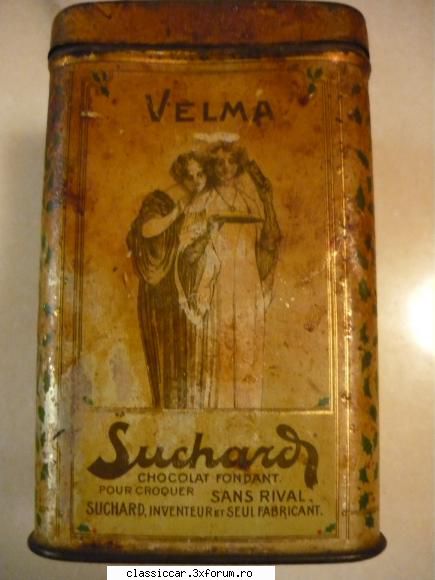 VELMA
Suchard
CHOCOLAT FONDANT.
POUR CROQUER SANS RIVAL.
SUCHARD, INVENTEUR ET SEUL FABRICANT.
classiccar.3xforum.ro